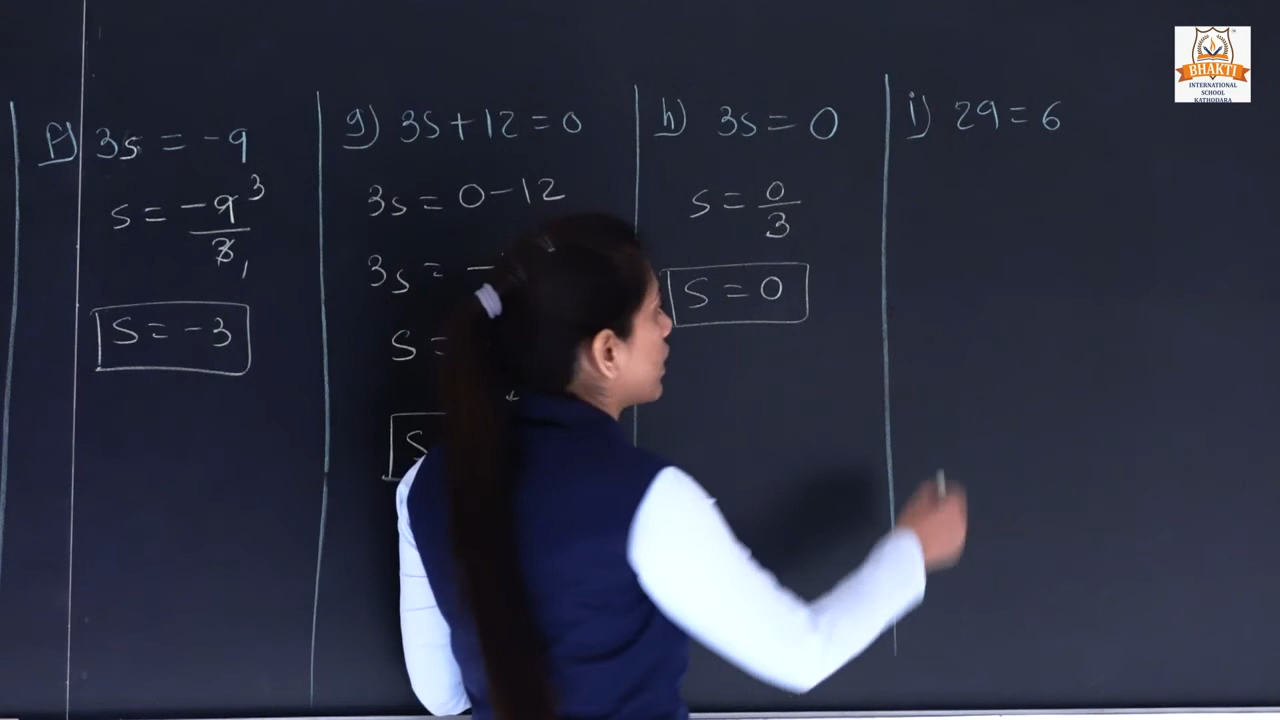 f) 3s = -9
s = -9 3
3 1
s = -3
g) 3s + 12 = 0
3s = 0 - 12
3s = -
s =
s
h) 3s = 0
s = 0
3
s = 0
i) 29 = 6
BHAKTI
INTERNATIONAL
SCHOOL
KATHODARA